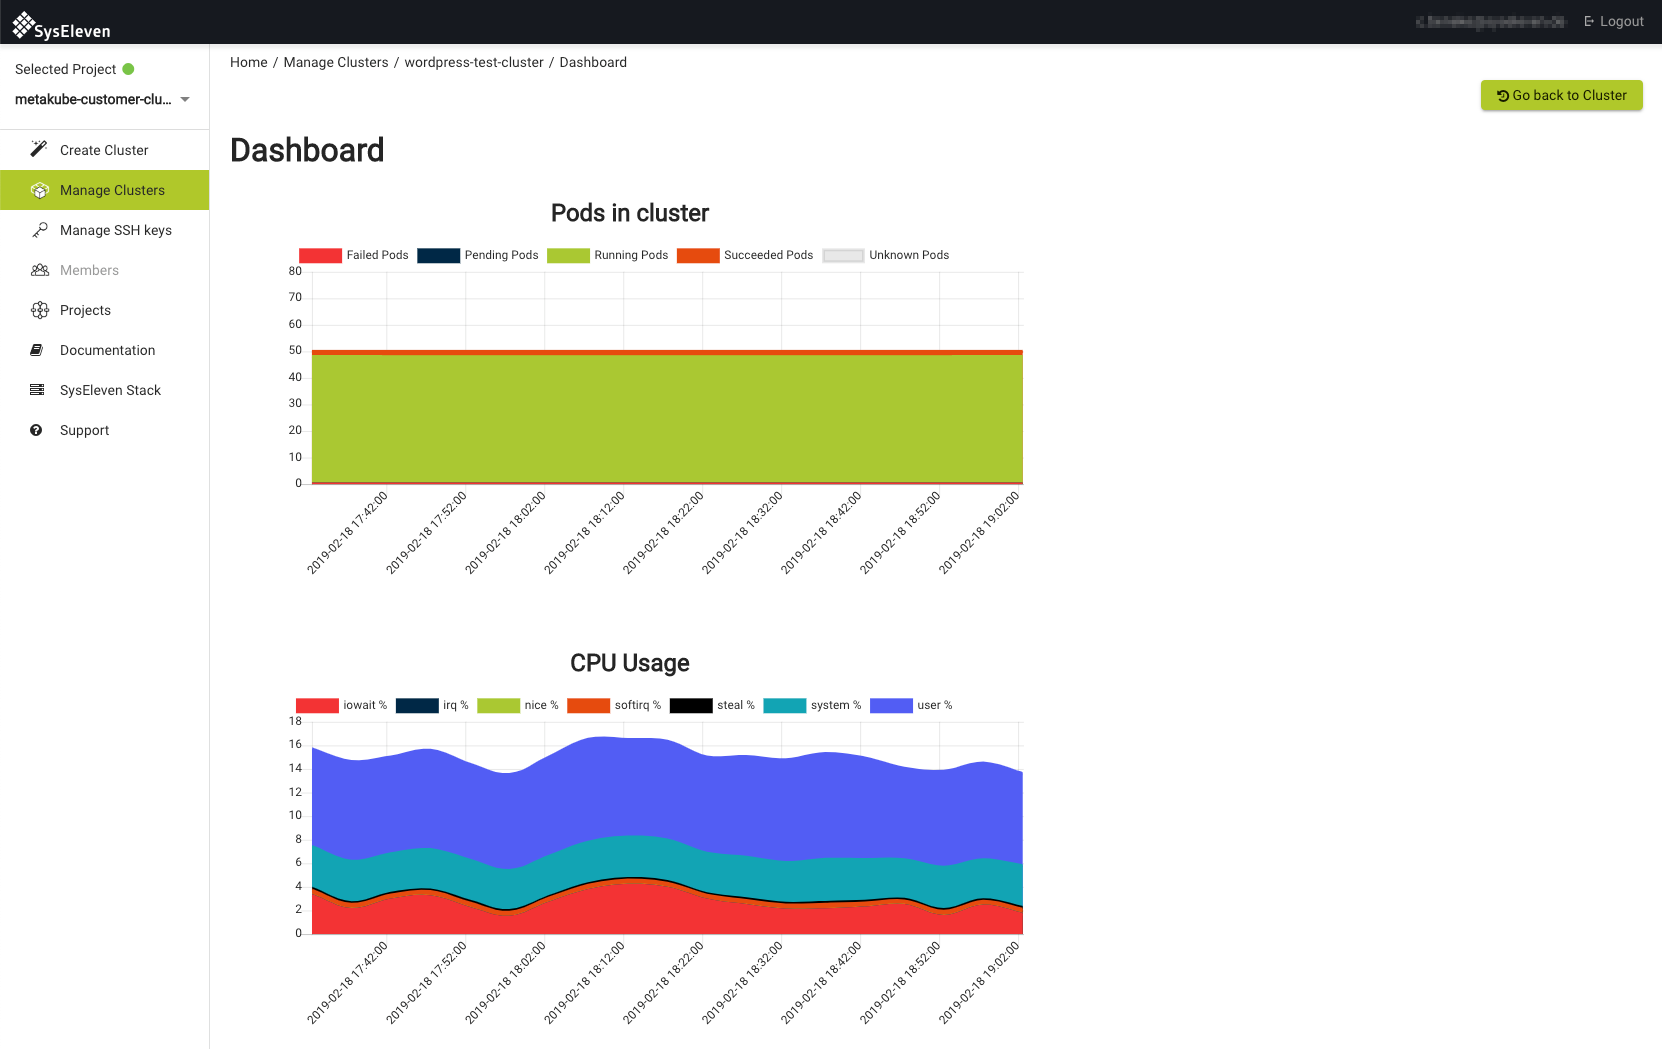 SysEleven
Logout
Selected Project
metakube-customer-clu...
Create Cluster
Manage Clusters
Manage SSH keys
Members
Projects
Documentation
SysEleven Stack
Support
Home / Manage Clusters / wordpress-test-cluster / Dashboard
Go back to Cluster
Dashboard
Pods in cluster
Failed Pods Pending Pods Running Pods Succeeded Pods Unknown Pods
80
70
60
50
40
30
20
10
0
2019-02-18 17:42:00
2019-02-18 17:52:00
2019-02-18 18:02:00
2019-02-18 18:12:00
2019-02-18 18:22:00
2019-02-18 18:32:00
2019-02-18 18:42:00
2019-02-18 18:52:00
2019-02-18 19:02:00
CPU Usage
iowait % irq % nice % softirq % steal % system % user %
18
16
14
12
10
8
6
4
2
0
2019-02-18 17:42:00
2019-02-18 17:52:00
2019-02-18 18:02:00
2019-02-18 18:12:00
2019-02-18 18:22:00
2019-02-18 18:32:00
2019-02-18 18:42:00
2019-02-18 18:52:00
2019-02-18 19:02:00